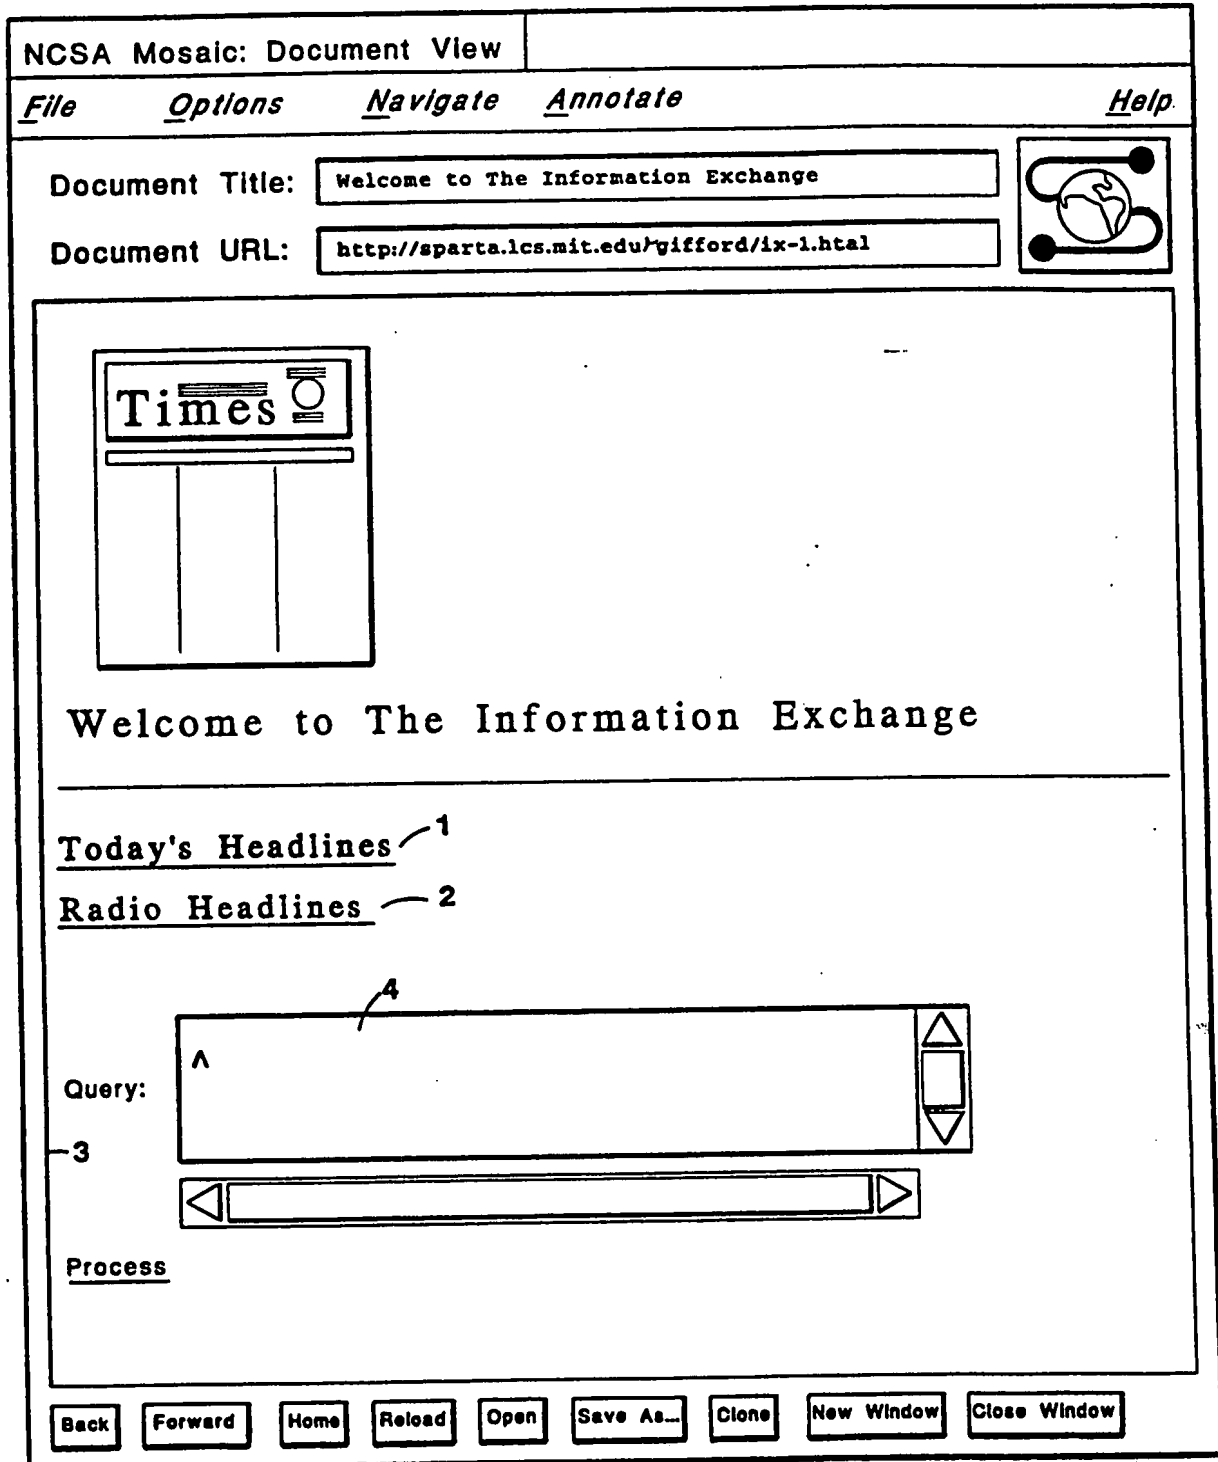 NCSA Mosaic: Document View
File Options Navigate Annotate Help
Document Title: Welcome to The Information Exchange
Document URL: http://sparta.lcs.mit.edu/~gifford/ix-1.htal
Times
Welcome to The Information Exchange
Today's Headlines 1
Radio Headlines 2
4
^
Query:
3
Process
Back Forward Home Reload Open Save As... Clone New Window Close Window